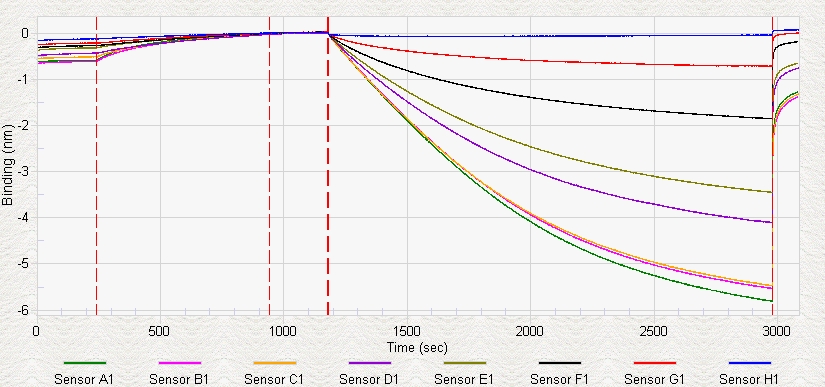 Binding (nm)
0
-1
-2
-3
-4
-5
-6
0 500 1000 1500 2000 2500 3000
Time (sec)
Sensor A1 Sensor B1 Sensor C1 Sensor D1 Sensor E1 Sensor F1 Sensor G1 Sensor H1